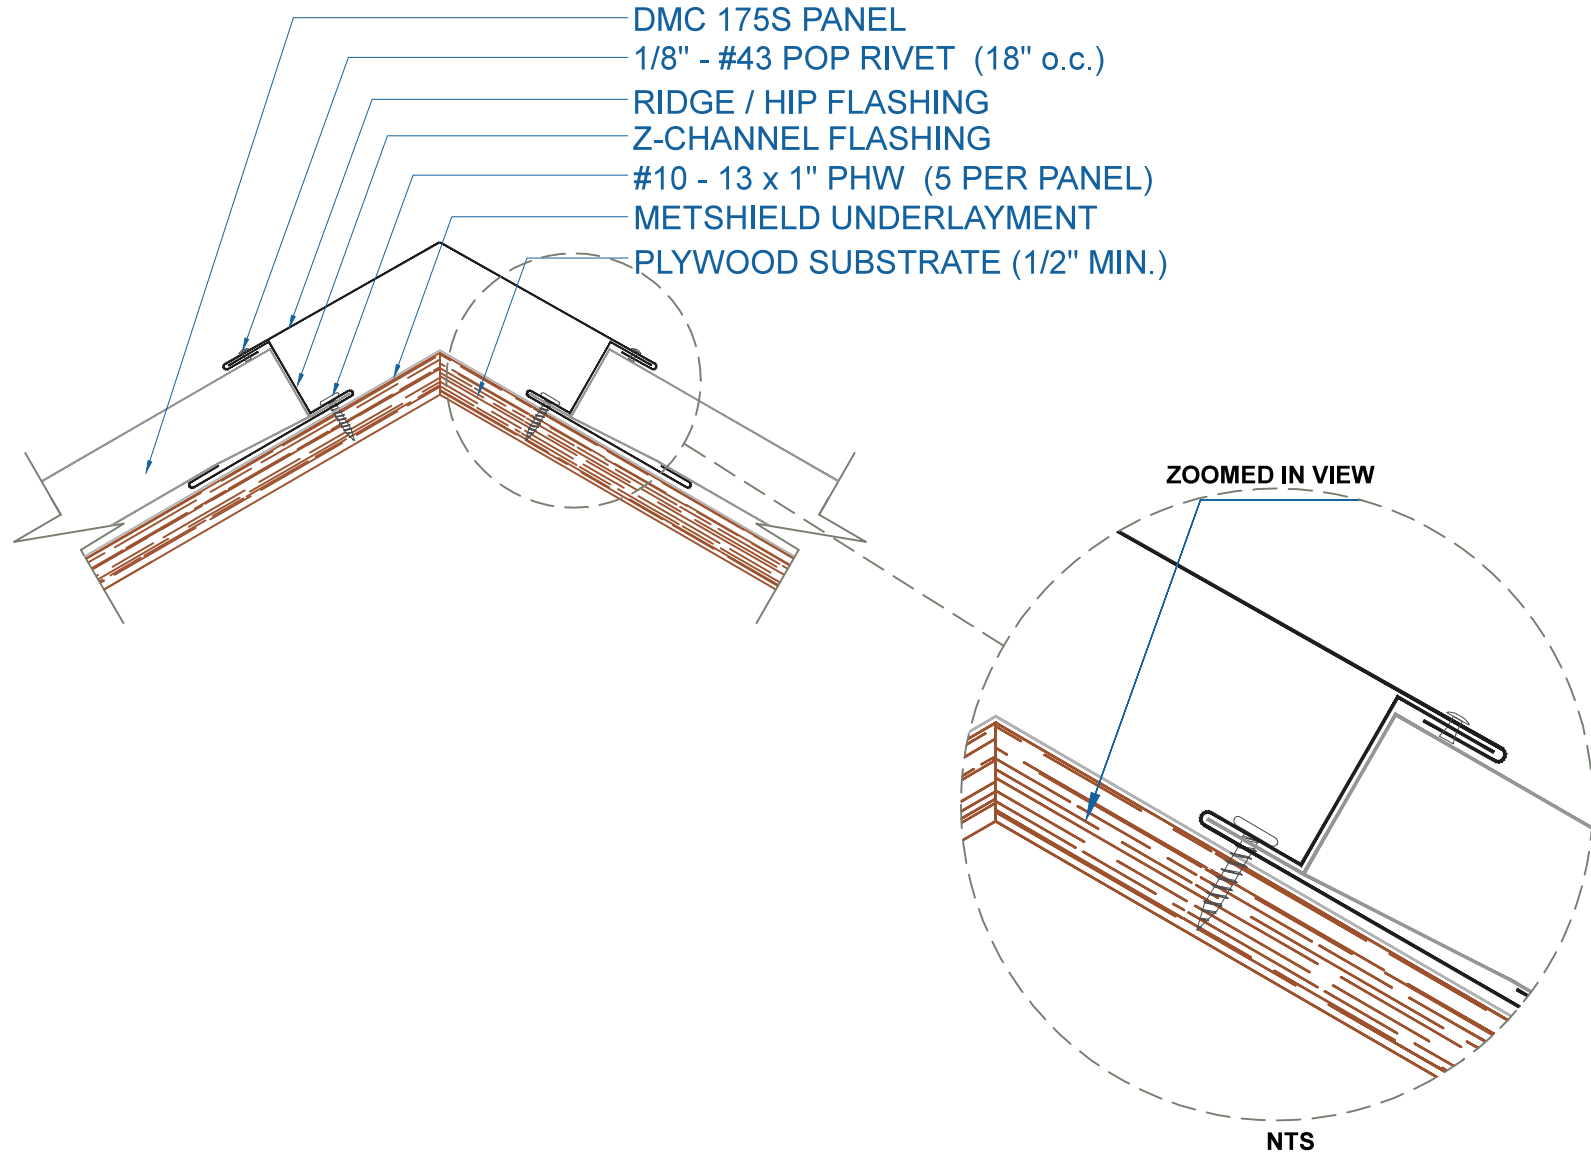 DMC 175S PANEL
1/8" - #43 POP RIVET (18" o.c.)
RIDGE / HIP FLASHING
Z-CHANNEL FLASHING
#10 - 13 x 1" PHW (5 PER PANEL)
METSHIELD UNDERLAYMENT
PLYWOOD SUBSTRATE (1/2" MIN.)
ZOOMED IN VIEW
NTS